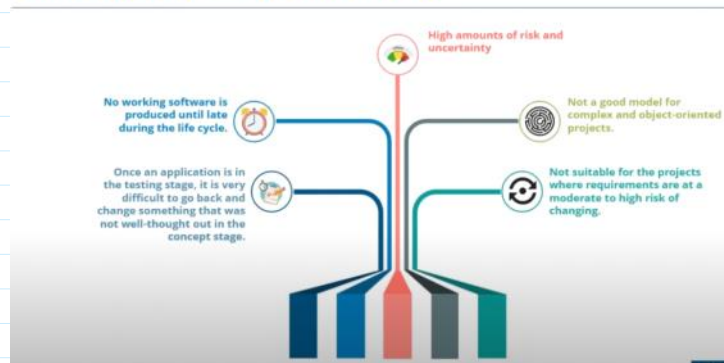 High amounts of risk and
uncertainty
No working software is
produced until late
during the life cycle.
Not a good model for
complex and object-oriented
projects.
Once an application is in
the testing stage, it is very
difficult to go back and
change something that was
not well-thought out in the
concept stage.
Not suitable for the projects
where requirements are at a
moderate to high risk of
changing.